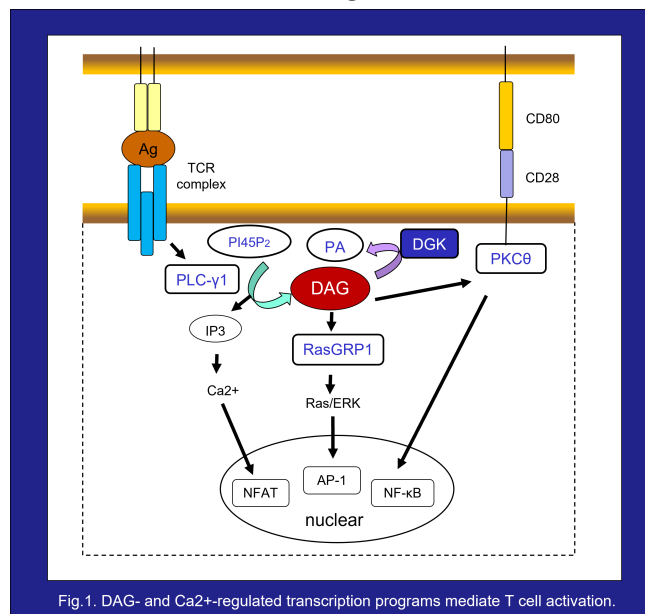 Ag
TCR
complex
CD80
CD28
PI45P2
PA
DGK
PKCθ
PLC-γ1
DAG
IP3
RasGRP1
Ca2+
Ras/ERK
NFAT
AP-1
NF-κB
nuclear
Fig.1. DAG- and Ca2+-regulated transcription programs mediate T cell activation.